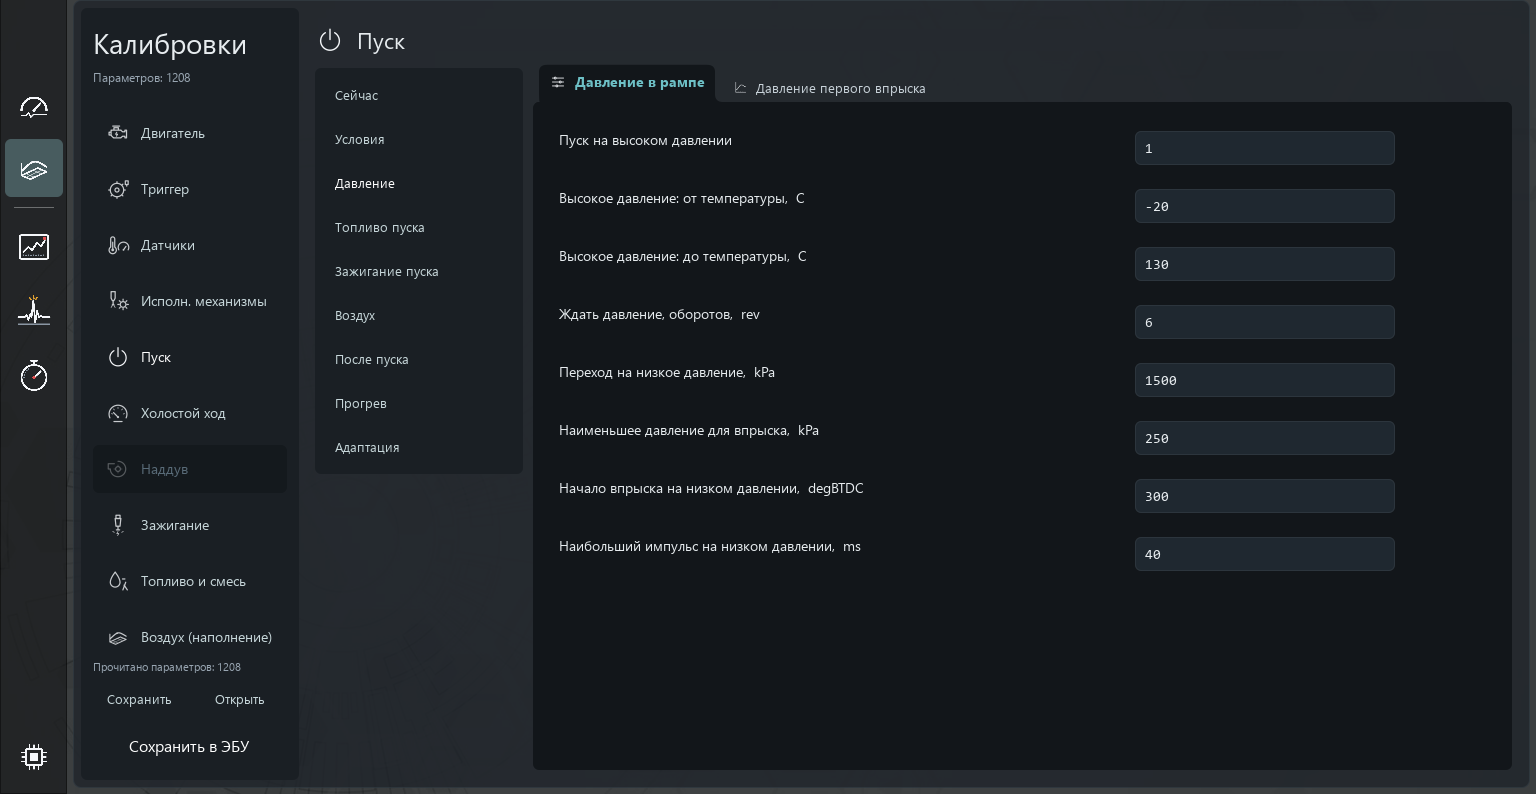 Калибровки
Параметров: 1208
Двигатель
Триггер
Датчики
Исполн. механизмы
Пуск
Холостой ход
Наддув
Зажигание
Топливо и смесь
Воздух (наполнение)
Прочитано параметров: 1208
Сохранить Открыть
Сохранить в ЭБУ
Пуск
Сейчас
Условия
Давление
Топливо пуска
Зажигание пуска
Воздух
После пуска
Прогрев
Адаптация
Давление в рампе Давление первого впрыска
Пуск на высоком давлении 1
Высокое давление: от температуры, C -20
Высокое давление: до температуры, C 130
Ждать давление, оборотов, rev 6
Переход на низкое давление, kPa 1500
Наименьшее давление для впрыска, kPa 250
Начало впрыска на низком давлении, degBTDC 300
Наибольший импульс на низком давлении, ms 40